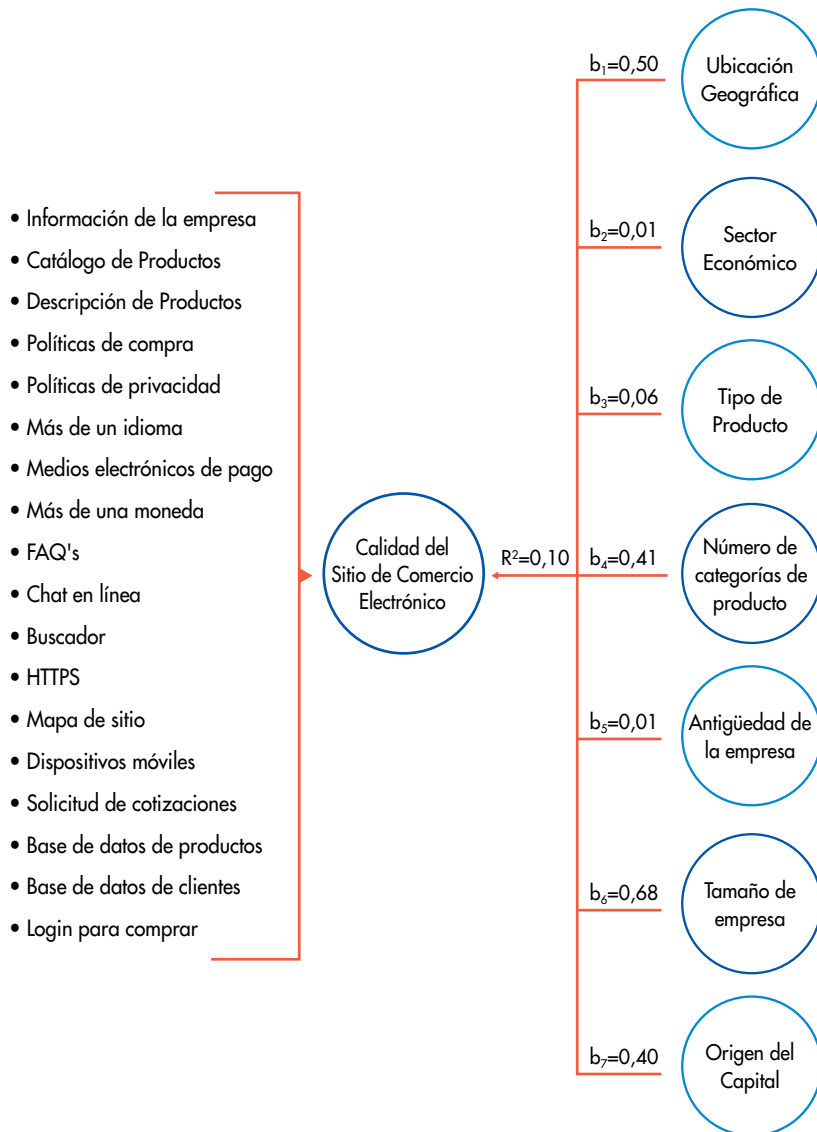 • Información de la empresa
• Catálogo de Productos
• Descripción de Productos
• Políticas de compra
• Políticas de privacidad
• Más de un idioma
• Medios electrónicos de pago
• Más de una moneda
• FAQ's
• Chat en línea
• Buscador
• HTTPS
• Mapa de sitio
• Dispositivos móviles
• Solicitud de cotizaciones
• Base de datos de productos
• Base de datos de clientes
• Login para comprar
Calidad del
Sitio de Comercio
Electrónico
R²=0,10
b₁=0,50
Ubicación
Geográfica
b₂=0,01
Sector
Económico
b₃=0,06
Tipo de
Producto
b₄=0,41
Número de
categorías de
producto
b₅=0,01
Antigüedad de
la empresa
b₆=0,68
Tamaño de
empresa
b₇=0,40
Origen del
Capital